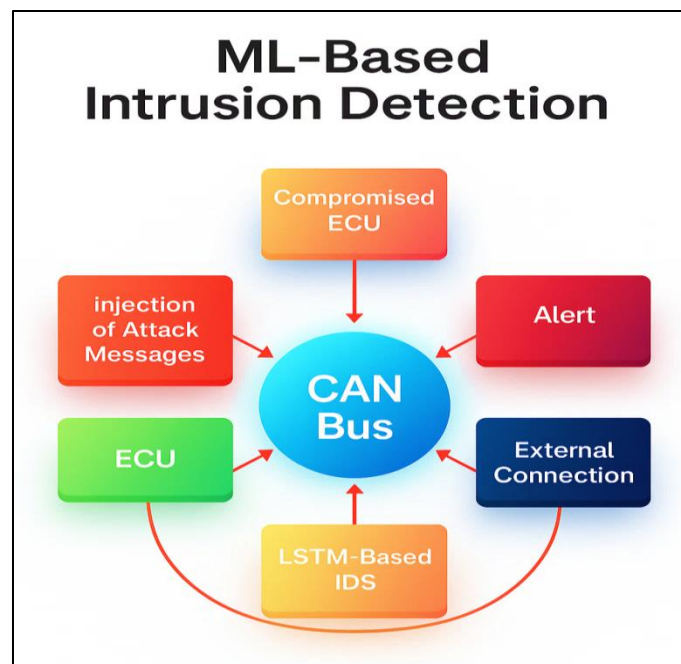 ML-Based
Intrusion Detection
Compromised
ECU
injection
of Attack
Messages
Alert
CAN
Bus
ECU
External
Connection
LSTM-Based
IDS